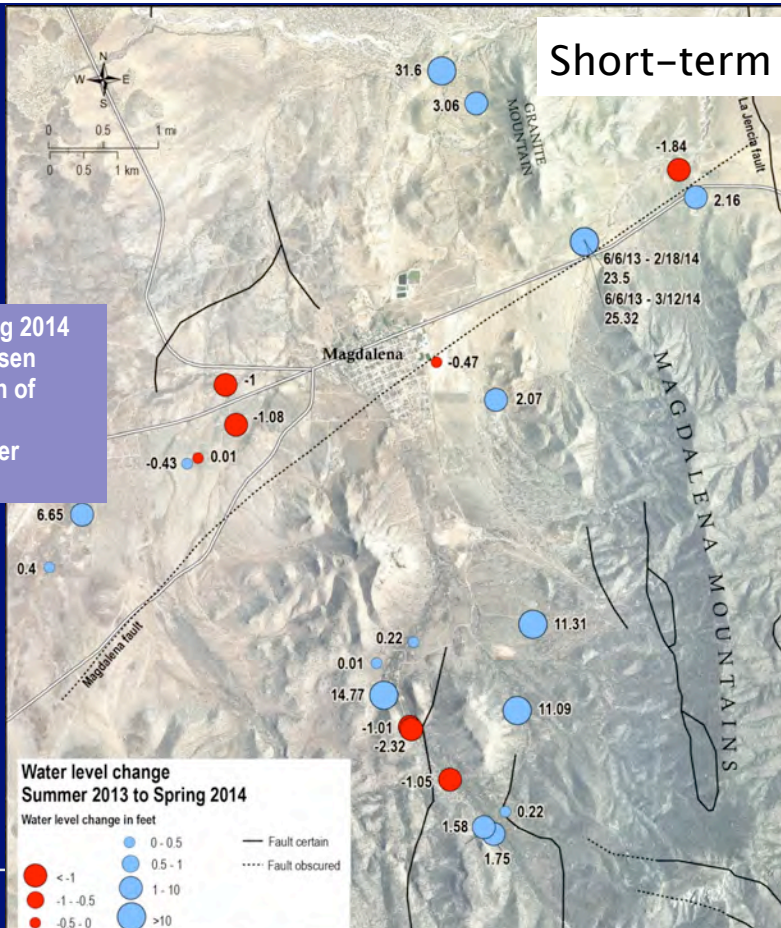 Short-term
N
W E
S
0 0.5 1 mi
0 0.5 1 km
31.6
3.06
GRANITE
MOUNTAIN
La Jencia fault
-1.84
2.16
6/6/13 - 2/18/14
23.5
6/6/13 - 3/12/14
25.32
g 2014
sen
n of
er
Magdalena
-0.47
-1
2.07
-1.08
-0.43
0.01
6.65
0.4
MAGDALENA MOUNTAINS
Magdalena fault
11.31
0.22
0.01
14.77
11.09
-1.01
-2.32
-1.05
0.22
1.58
1.75
Water level change
Summer 2013 to Spring 2014
Water level change in feet
< -1
-1 - -0.5
-0.5 - 0
0 - 0.5
0.5 - 1
1 - 10
>10
Fault certain
Fault obscured